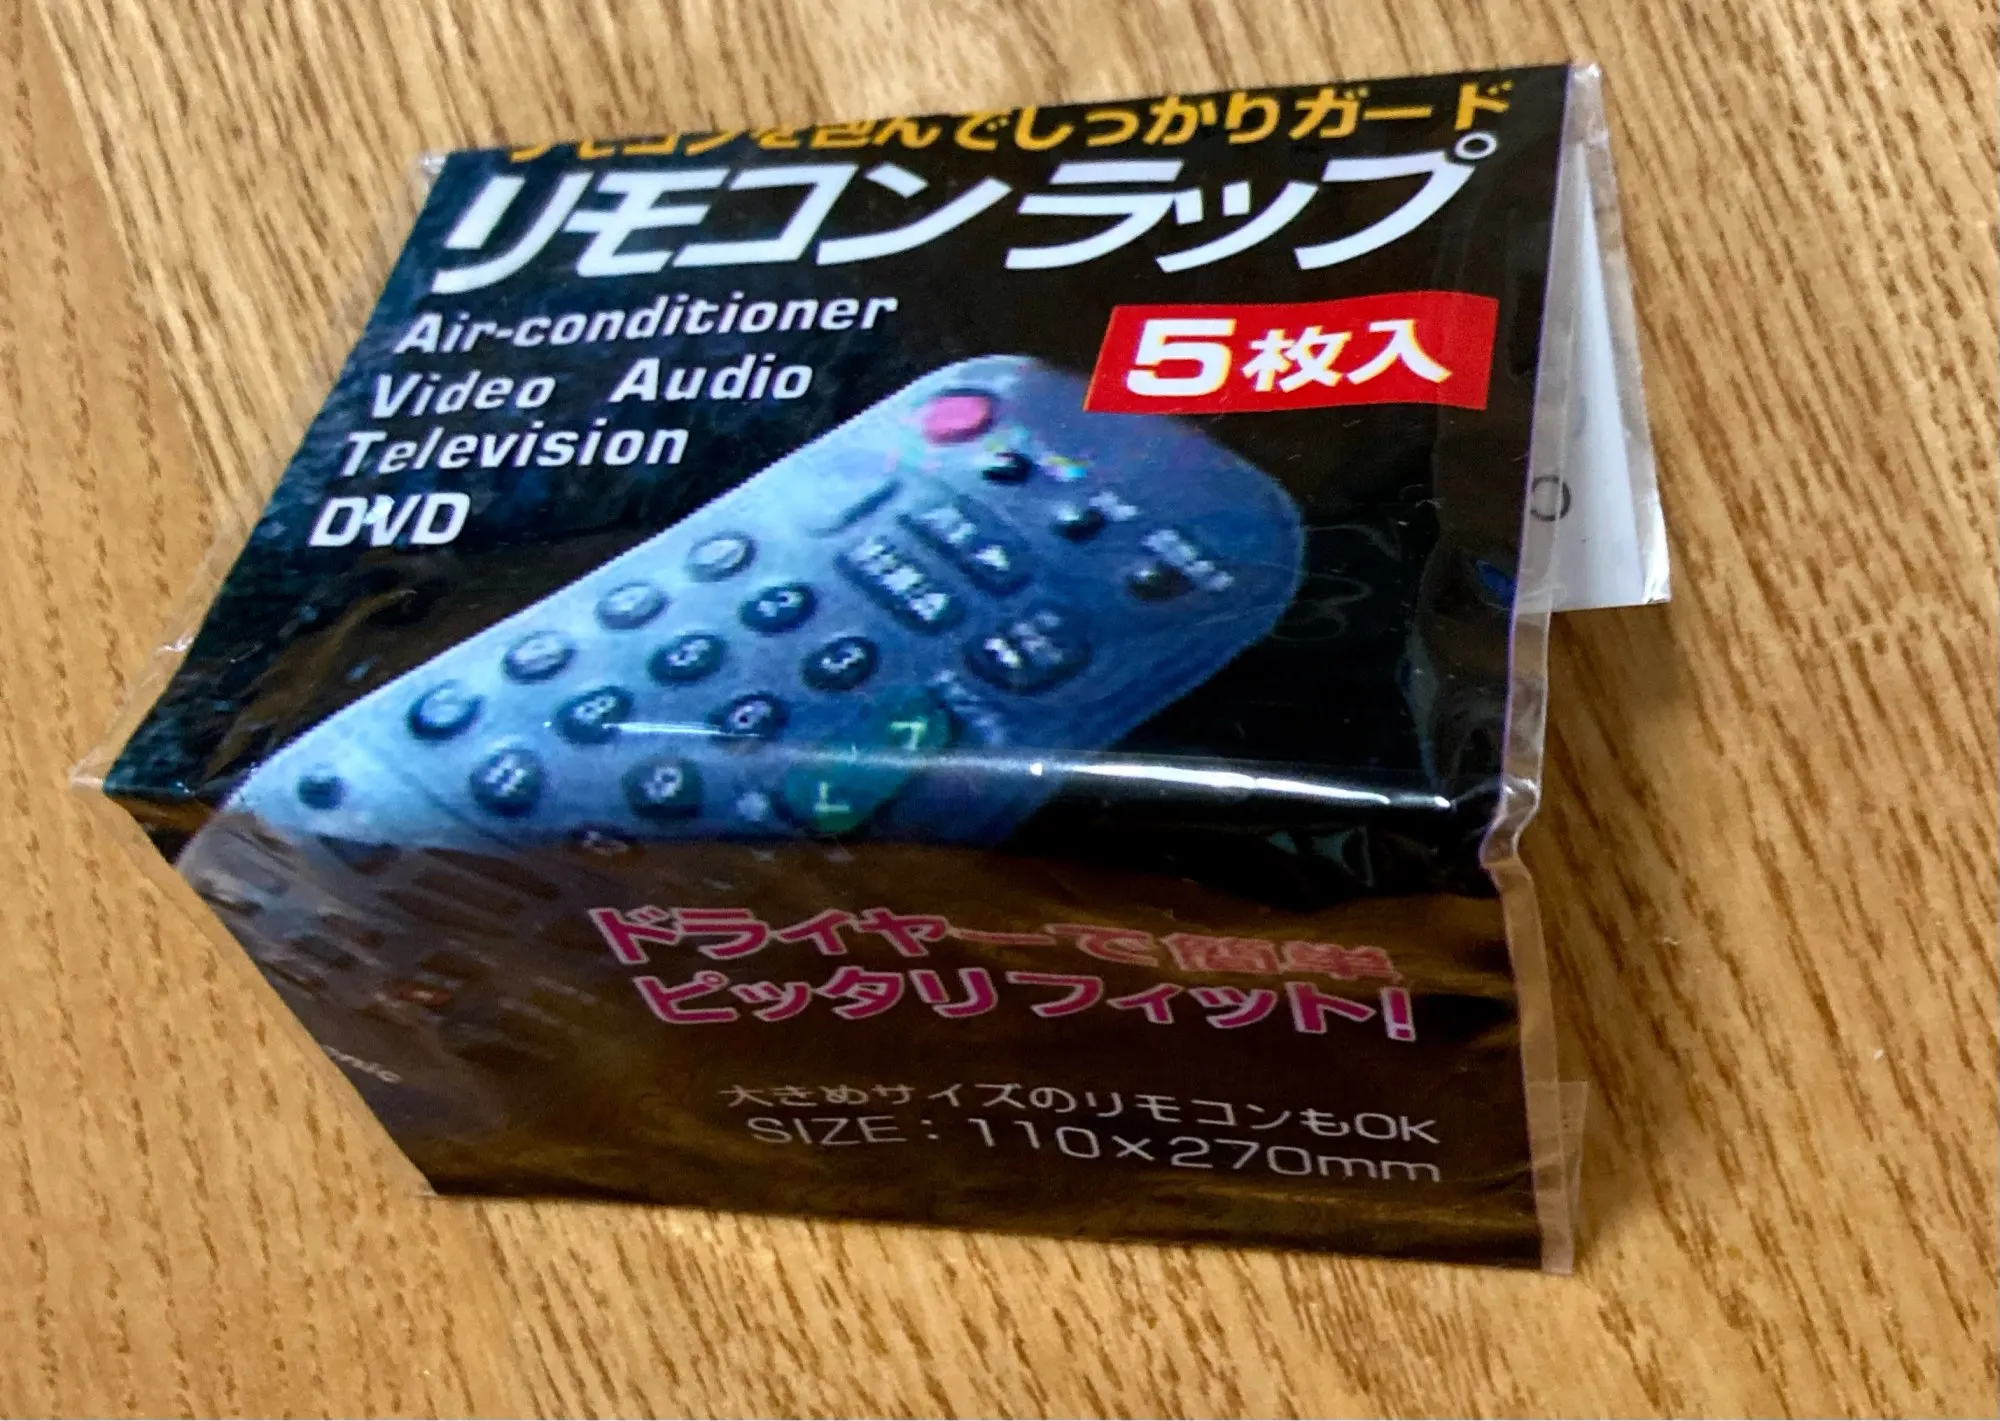 リモコンを包んでしっかりガード
リモコン ラップ
Air-conditioner
Video Audio
Television
DVD
5枚入
ドライヤーで簡単
ピッタリフィット!
大きめサイズのリモコンもOK
SIZE：110×270mm